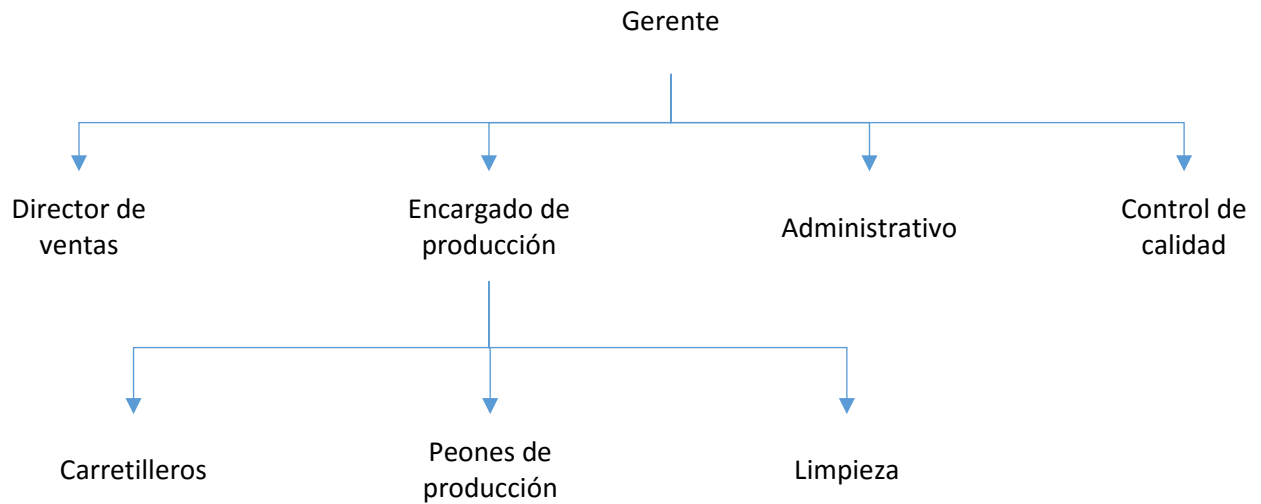 Gerente
Director de
ventas
Encargado de
producción
Administrativo
Control de
calidad
Carretilleros
Peones de
producción
Limpieza